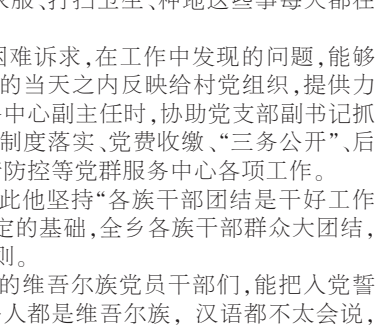 衣服、打扫卫生、种地这些事每天都在
困难诉求,在工作中发现的问题,能够
的当天之内反映给村党组织,提供力
务中心副主任时,协助党支部副书记抓
制度落实、党费收缴、“三务公开”、后
情防控等党群服务中心各项工作。
此他坚持“各族干部团结是干好工作
定的基础,全乡各族干部群众大团结,
则。
的维吾尔族党员干部们,能把入党誓
人都是维吾尔族, 汉语都不太会说,